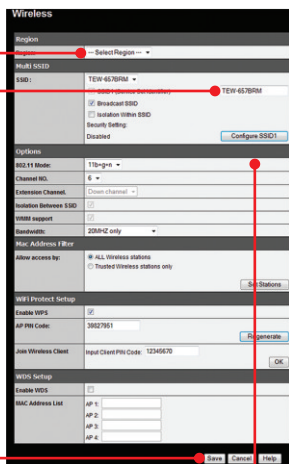 Wireless
Region
Region: -- Select Region --
Multi SSID
SSID : TEW-657BRM
SSID1 (Service Set Identifier) TEW-657BRM
Broadcast SSID
Isolation Within SSID
Security Setting:
Disabled Configure SSID1
Options
802.11 Mode: 11b+g+n
Channel NO. 6
Extension Channel. Down channel
Isolation Between SSID
WMM support
Bandwidth: 20MHZ only
Mac Address Filter
Allow access by: ALL Wireless stations
Trusted Wireless stations only
Set Stations
WiFi Protect Setup
Enable WPS
AP PIN Code: 39827951
Regenerate
Join Wireless Client Input Client PIN Code: 12345670
OK
WDS Setup
Enable WDS
MAC Address List AP 1:
AP 2:
AP 3:
AP 4:
Save Cancel Help